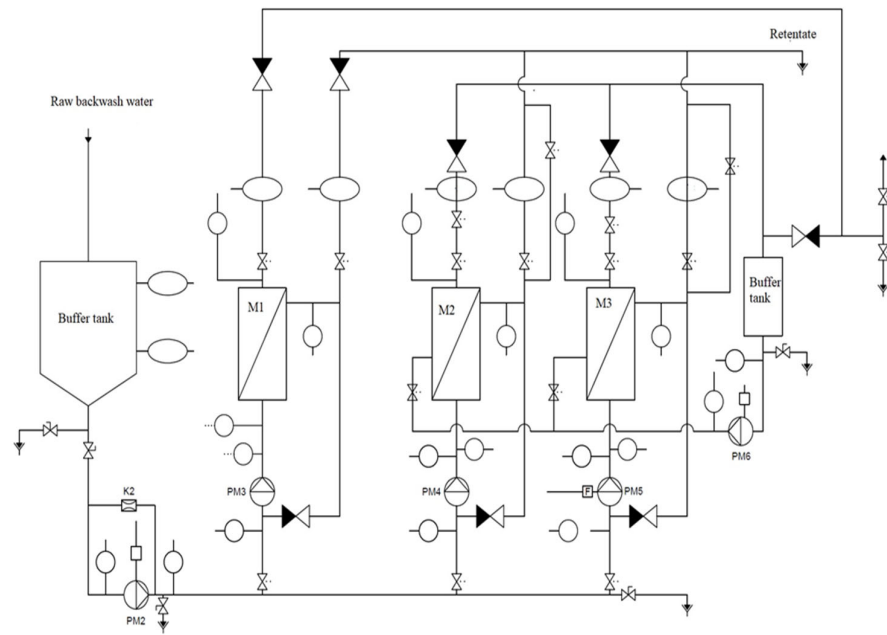 Retentate
Raw backwash water
M1
M2
M3
Buffer tank
Buffer
tank
PM6
PM3
PM4
F
PM5
K2
PM2